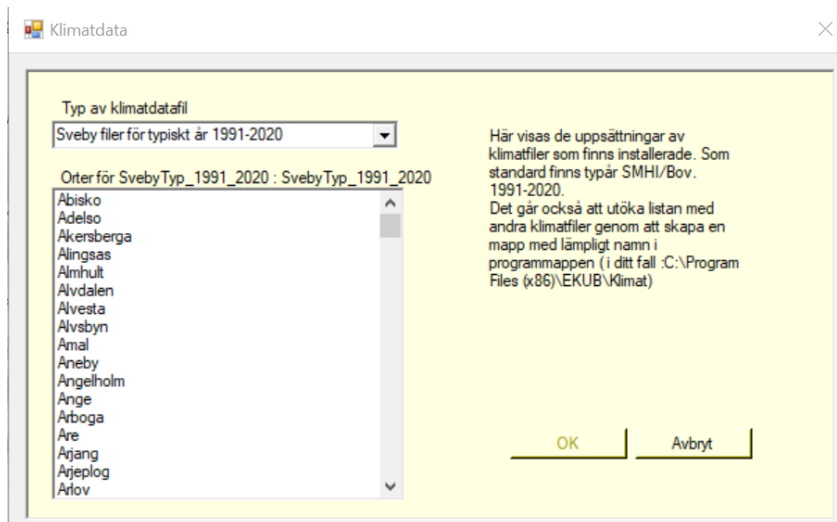 Klimatdata
Typ av klimatdatafil
Sveby filer för typiskt år 1991-2020
Orter för SvebyTyp_1991_2020 : SvebyTyp_1991_2020
Abisko
Adelso
Akersberga
Alingsas
Almhult
Alvdalen
Alvesta
Alvsbyn
Amal
Aneby
Angelholm
Ange
Arboga
Are
Arjang
Arjeplog
Arlov
Här visas de uppsättningar av
klimatfiler som finns installerade. Som
standard finns typår SMHI/Bov.
1991-2020.
Det går också att utöka listan med
andra klimatfiler genom att skapa en
mapp med lämpligt namn i
programmappen ( i ditt fall :C:\Program
Files (x86)\EKUB\Klimat)
OK
Avbryt